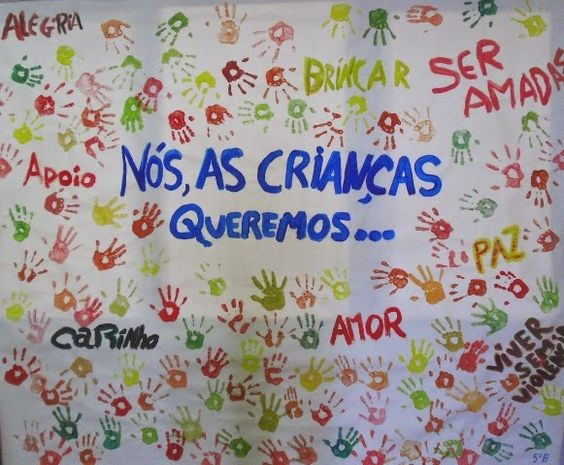 ALEGRIA
BRINCAR
SER
AMADAS
Apoio
NÓS, AS CRIANÇAS
QUEREMOS...
PAZ
CARinho
AMOR
VIVER
SEM
VIOLÊNCIA
5ºB